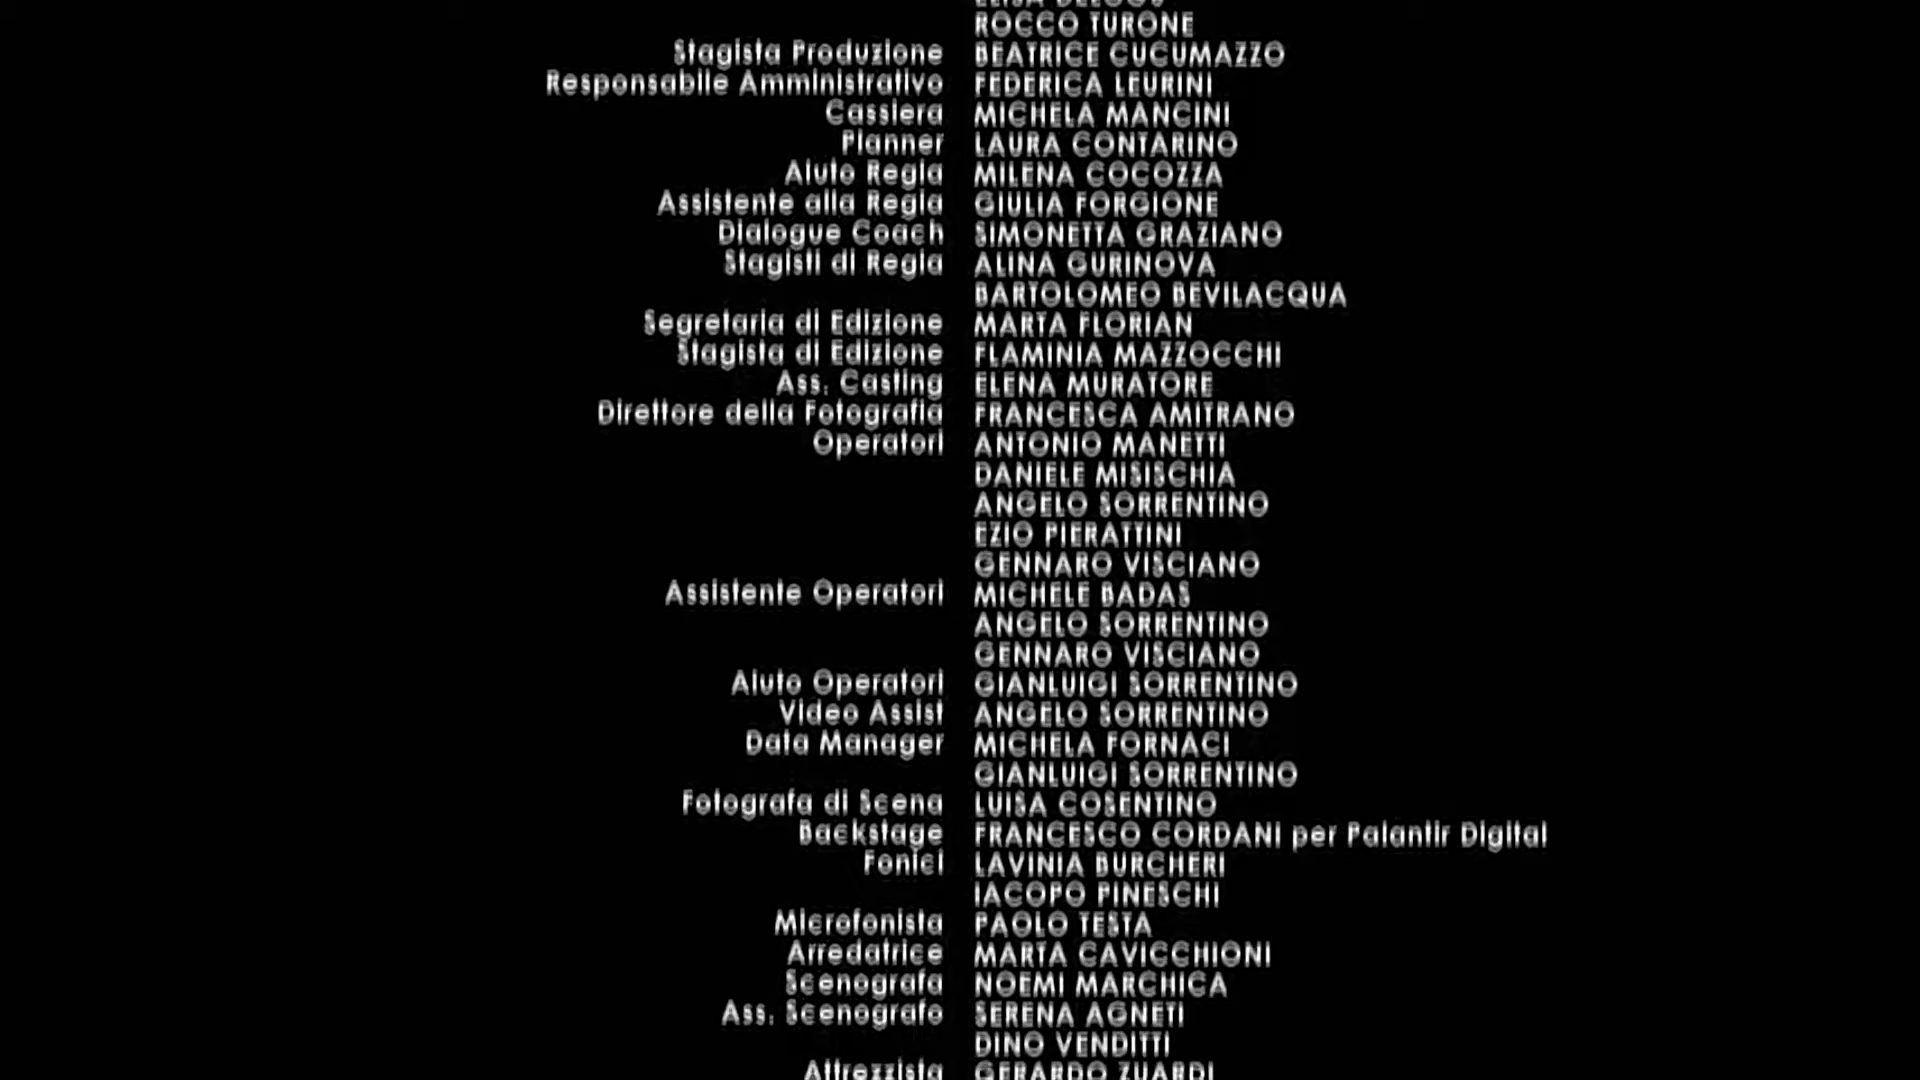 ROCCO TURONE
Stagista Produzione BEATRICE CUCUMAZZO
Responsabile Amministrativo FEDERICA LEURINI
Cassiera MICHELA MANCINI
Planner LAURA CONTARINO
Aiuto Regia MILENA COCOZZA
Assistente alla Regia GIULIA FORGIONE
Dialogue Coach SIMONETTA GRAZIANO
Stagisti di Regia ALINA GURINOVA
BARTOLOMEO BEVILACQUA
Segretaria di Edizione MARTA FLORIAN
Stagista di Edizione FLAMINIA MAZZOCCHI
Ass. Casting ELENA MURATORE
Direttore della Fotografia FRANCESCA AMITRANO
Operatori ANTONIO MANETTI
DANIELE MISISCHIA
ANGELO SORRENTINO
EZIO PIERATTINI
GENNARO VISCIANO
Assistente Operatori MICHELE BADAS
ANGELO SORRENTINO
GENNARO VISCIANO
Aiuto Operatori GIANLUIGI SORRENTINO
Video Assist ANGELO SORRENTINO
Data Manager MICHELA FORNACI
GIANLUIGI SORRENTINO
Fotografa di Scena LUISA COSENTINO
Backstage FRANCESCO CORDANI per Palantir Digital
Fonici LAVINIA BURCHERI
IACOPO PINESCHI
Microfonista PAOLO TESTA
Arredatrice MARTA CAVICCHIONI
Scenografa NOEMI MARCHICA
Ass. Scenografo SERENA AGNETI
DINO VENDITTI
Attrezzista GERARDO ZUARDI